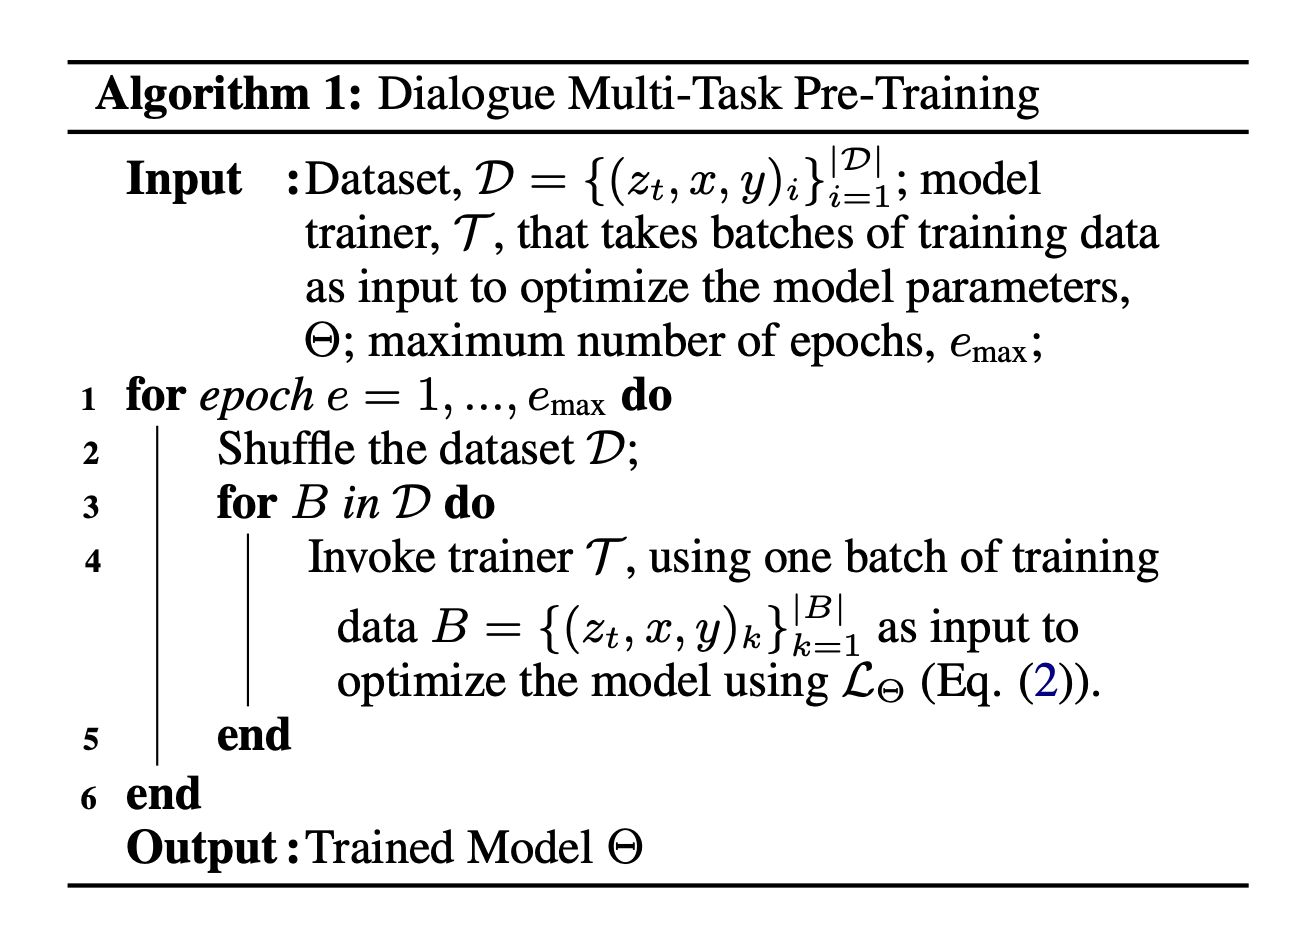 Algorithm 1: Dialogue Multi-Task Pre-Training
Input :Dataset, $\mathcal{D} = \{(z_t, x, y)_i\}_{i=1}^{|\mathcal{D}|}$; model
trainer, $\mathcal{T}$, that takes batches of training data
as input to optimize the model parameters,
$\Theta$; maximum number of epochs, $e_{\text{max}}$;
1 for epoch $e = 1, ..., e_{\text{max}}$ do
2 Shuffle the dataset $\mathcal{D}$;
3 for $B$ in $\mathcal{D}$ do
4 Invoke trainer $\mathcal{T}$, using one batch of training
data $B = \{(z_t, x, y)_k\}_{k=1}^{|B|}$ as input to
optimize the model using $\mathcal{L}_\Theta$ (Eq. (2)).
5 end
6 end
Output :Trained Model $\Theta$